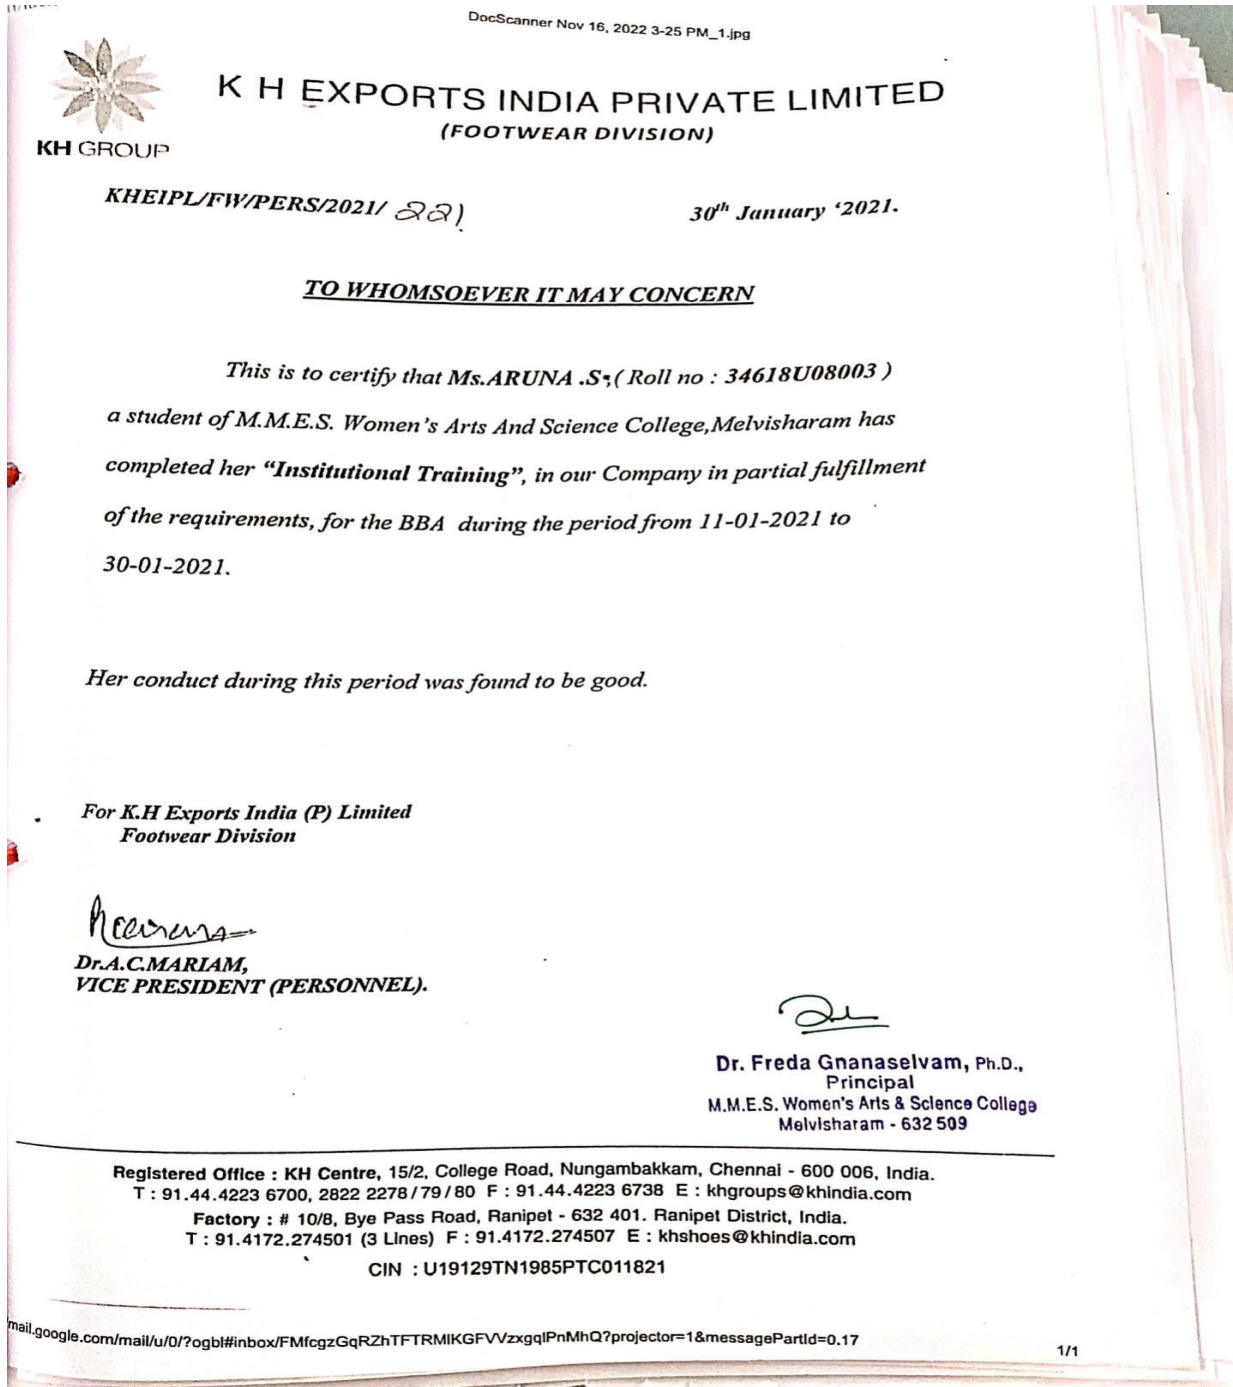 DocScanner Nov 16, 2022 3-25 PM_1.jpg
K H EXPORTS INDIA PRIVATE LIMITED
(FOOTWEAR DIVISION)
KH GROUP
KHEIPL/FW/PERS/2021/ 221
30th January ‘2021.
TO WHOMSOEVER IT MAY CONCERN
This is to certify that Ms.ARUNA .S,( Roll no : 34618U08003 )
a student of M.M.E.S. Women’s Arts And Science College,Melvisharam has
completed her “Institutional Training”, in our Company in partial fulfillment
of the requirements, for the BBA during the period from 11-01-2021 to
30-01-2021.
Her conduct during this period was found to be good.
For K.H Exports India (P) Limited
Footwear Division
Dr.A.C.MARIAM,
VICE PRESIDENT (PERSONNEL).
Dr. Freda Gnanaselvam, Ph.D.,
Principal
M.M.E.S. Women's Arts & Science College
Melvisharam - 632 509
Registered Office : KH Centre, 15/2, College Road, Nungambakkam, Chennai - 600 006, India.
T : 91.44.4223 6700, 2822 2278/79/80 F : 91.44.4223 6738 E : khgroups@khindia.com
Factory : # 10/8, Bye Pass Road, Ranipet - 632 401. Ranipet District, India.
T : 91.4172.274501 (3 Lines) F : 91.4172.274507 E : khshoes@khindia.com
CIN : U19129TN1985PTC011821
mail.google.com/mail/u/0/?ogbl#inbox/FMfcgzGqRZhTFTRMlKGFVVzxgqlPnMhQ?projector=1&messagePartId=0.17
1/1